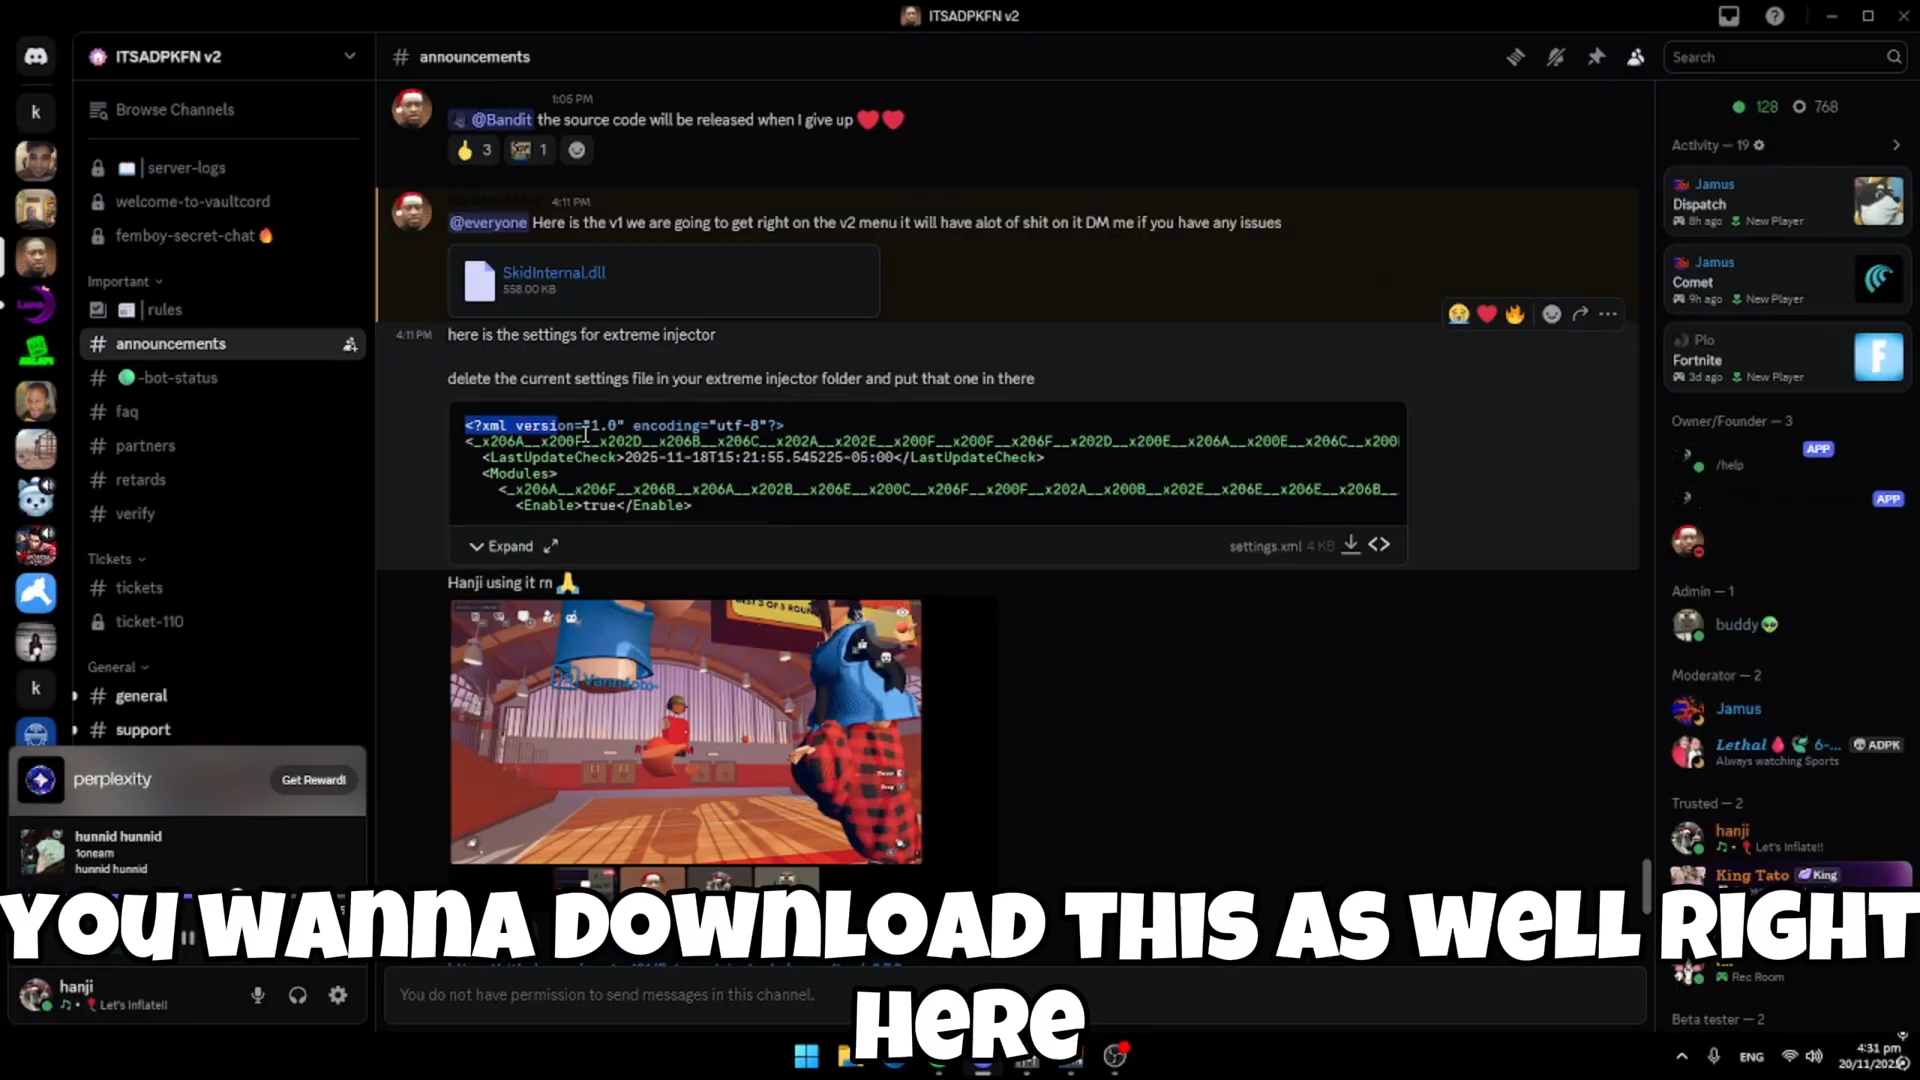 ITSADPKFN v2
ITSADPKFN v2
# announcements
Search
k
Browse Channels
server-logs
welcome-to-vaultcord
femboy-secret-chat
Important
rules
# announcements
# -bot-status
# faq
# partners
# retards
# verify
Tickets
# tickets
ticket-110
General
k
# general
# support
perplexity
Get Reward!
hunnid hunnid
1oneam
hunnid hunnid
hanji
Let's Inflate!!
1:05 PM
@Bandit the source code will be released when I give up
3
1
4:11 PM
@everyone Here is the v1 we are going to get right on the v2 menu it will have alot of shit on it DM me if you have any issues
SkidInternal.dll
558.00 KB
4:11 PM here is the settings for extreme injector
delete the current settings file in your extreme injector folder and put that one in there
<?xml version="1.0" encoding="utf-8"?>
<_x206A__x200F__x202D__x206B__x206C__x202A__x202E__x200F__x200F__x206F__x202D__x200E__x206A__x200E__x206C__x200
<LastUpdateCheck>2025-11-18T15:21:55.545225-05:00</LastUpdateCheck>
<Modules>
<_x206A__x206F__x206B__x206A__x202B__x206E__x200C__x206F__x200F__x202A__x200B__x202E__x206E__x206E__x206B__
<Enable>true</Enable>
Expand
settings.xml 4 KB
Hanji using it rn
BEST 3 OF 5 ROUN
You do not have permission to send messages in this channel.
128
768
Activity — 19
Jamus
Dispatch
8h ago New Player
Jamus
Comet
9h ago New Player
Plo
Fortnite
3d ago New Player
Owner/Founder — 3
APP
/help
APP
Admin — 1
buddy
Moderator — 2
Jamus
Lethal 6-...
ADPK
Always watching Sports
Trusted — 2
hanji
Let's Inflate!!
King Tato King
Rec Room
Beta tester — 2
YOU WANNA DOWNLOAD THIS AS WELL RIGHT
HERE
ENG
4:31 pm